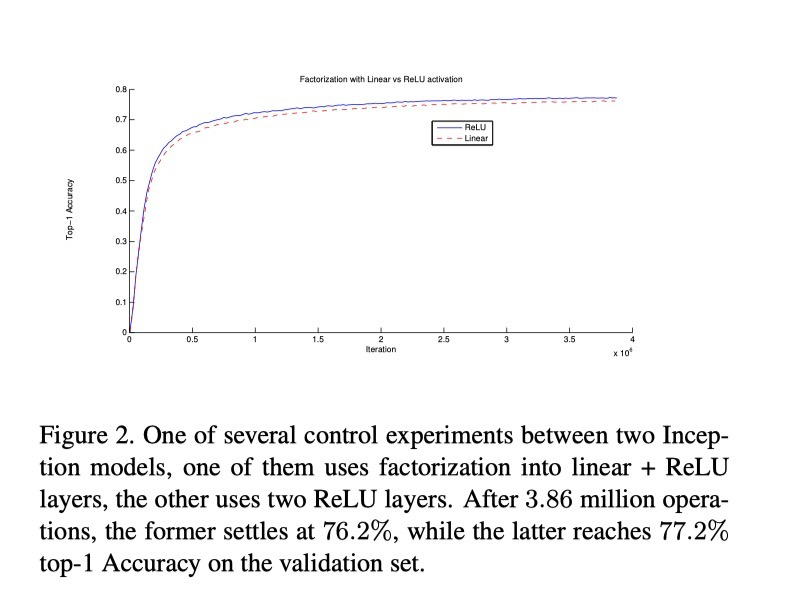 Factorization with Linear vs ReLU activation
0.8
0.7
0.6
0.5
0.4
0.3
0.2
0.1
0
Top−1 Accuracy
ReLU
Linear
0 0.5 1 1.5 2 2.5 3 3.5 4
Iteration
x 10⁶
Figure 2. One of several control experiments between two Incep-
tion models, one of them uses factorization into linear + ReLU
layers, the other uses two ReLU layers. After 3.86 million opera-
tions, the former settles at 76.2%, while the latter reaches 77.2%
top-1 Accuracy on the validation set.